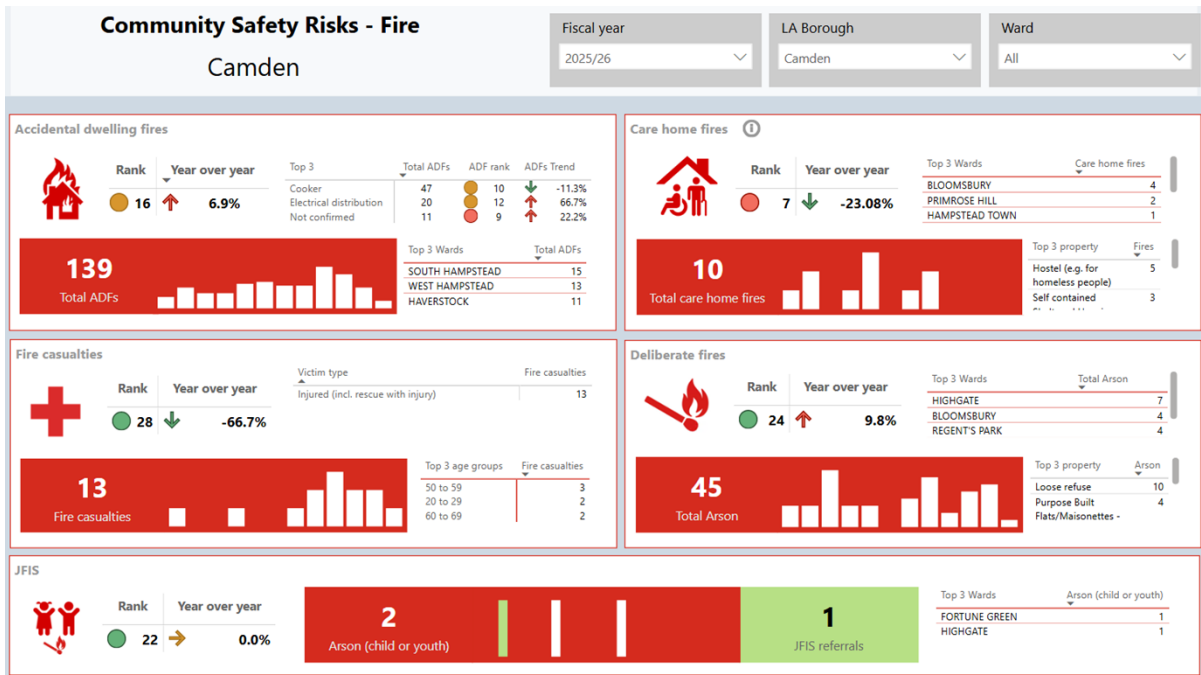 Community Safety Risks - Fire
Camden
Fiscal year
2025/26
LA Borough
Camden
Ward
All
Accidental dwelling fires
Rank Year over year
16 6.9%
Top 3 Total ADFs ADF rank ADFs Trend
Cooker 47 10 -11.3%
Electrical distribution 20 12 66.7%
Not confirmed 11 9 22.2%
139
Total ADFs
Top 3 Wards Total ADFs
SOUTH HAMPSTEAD 15
WEST HAMPSTEAD 13
HAVERSTOCK 11
Care home fires
Rank Year over year
7 -23.08%
Top 3 Wards Care home fires
BLOOMSBURY 4
PRIMROSE HILL 2
HAMPSTEAD TOWN 1
10
Total care home fires
Top 3 property Fires
Hostel (e.g. for 5
homeless people)
Self contained 3
Fire casualties
Rank Year over year
28 -66.7%
Victim type Fire casualties
Injured (incl. rescue with injury) 13
13
Fire casualties
Top 3 age groups Fire casualties
50 to 59 3
20 to 29 2
60 to 69 2
Deliberate fires
Rank Year over year
24 9.8%
Top 3 Wards Total Arson
HIGHGATE 7
BLOOMSBURY 4
REGENT'S PARK 4
45
Total Arson
Top 3 property Arson
Loose refuse 10
Purpose Built 4
Flats/Maisonettes -
JFIS
Rank Year over year
22 0.0%
2
Arson (child or youth)
1
JFIS referrals
Top 3 Wards Arson (child or youth)
FORTUNE GREEN 1
HIGHGATE 1